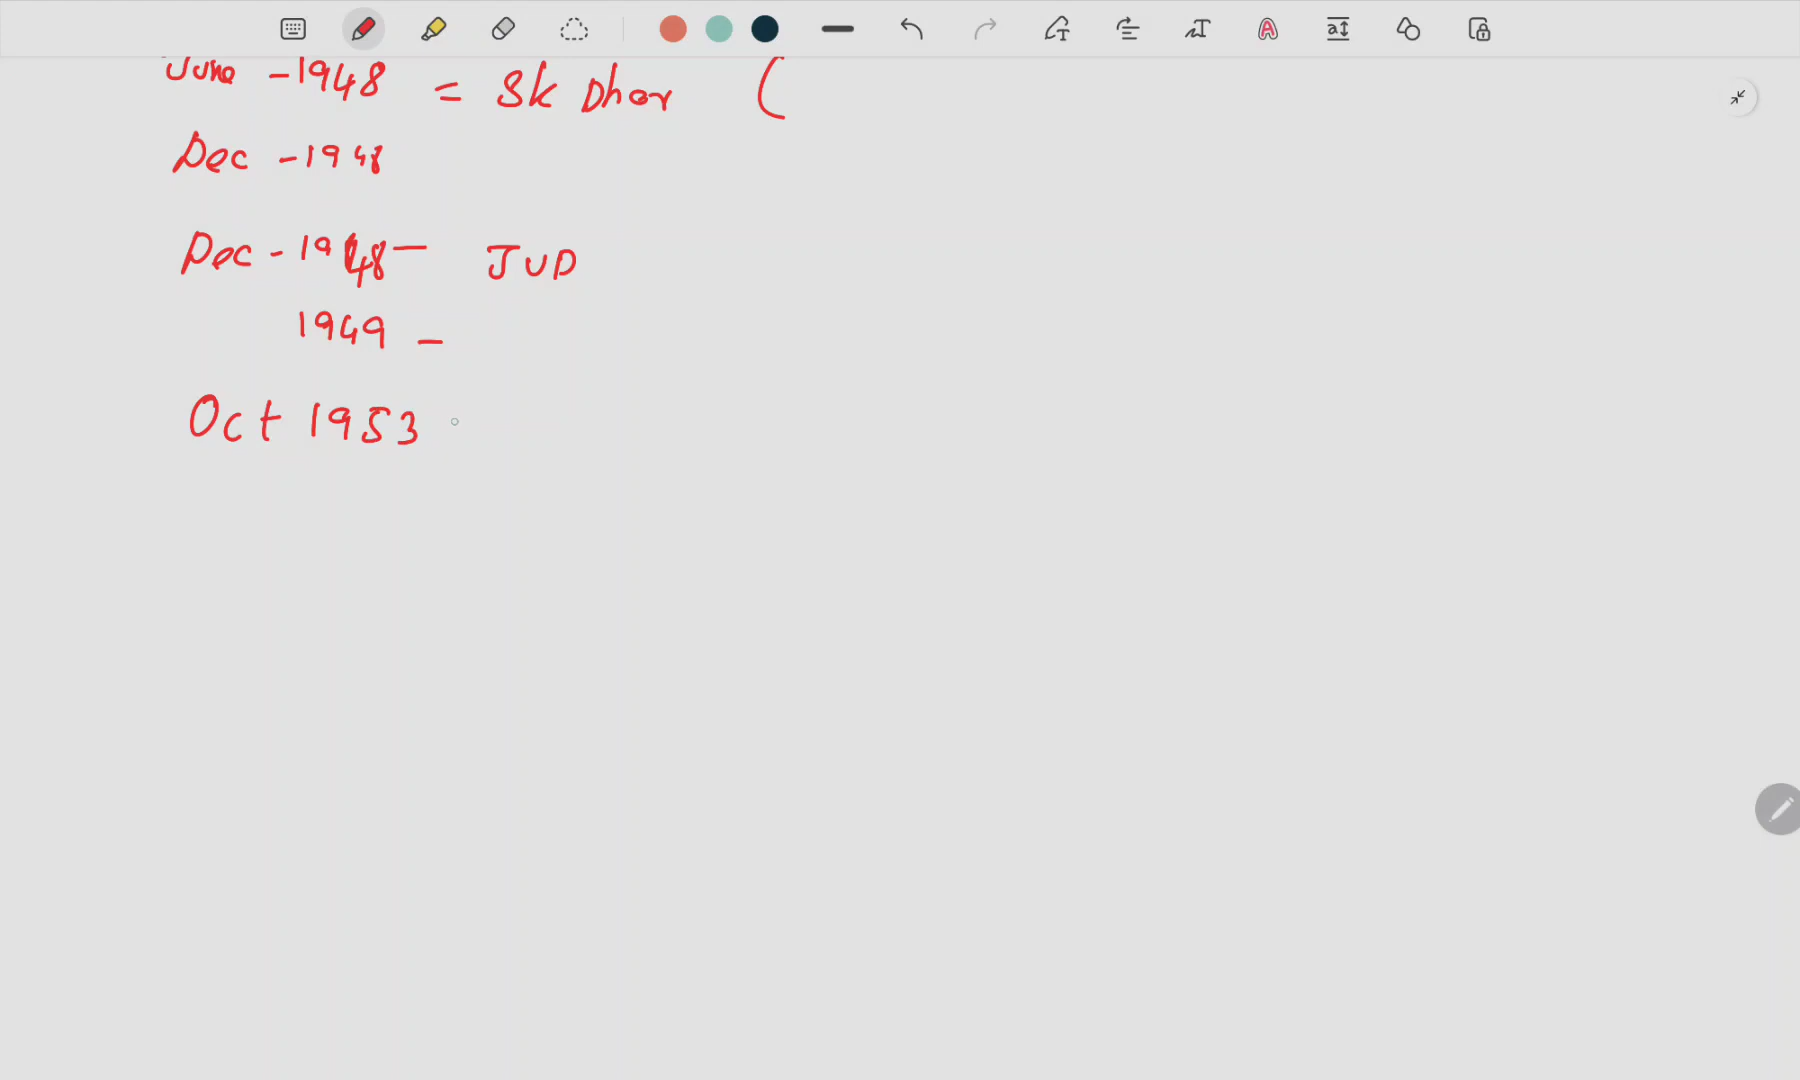 June - 1948 = SK Dhar (
Dec - 1948
Dec - 1948 - JVP
1949 -
Oct 1953